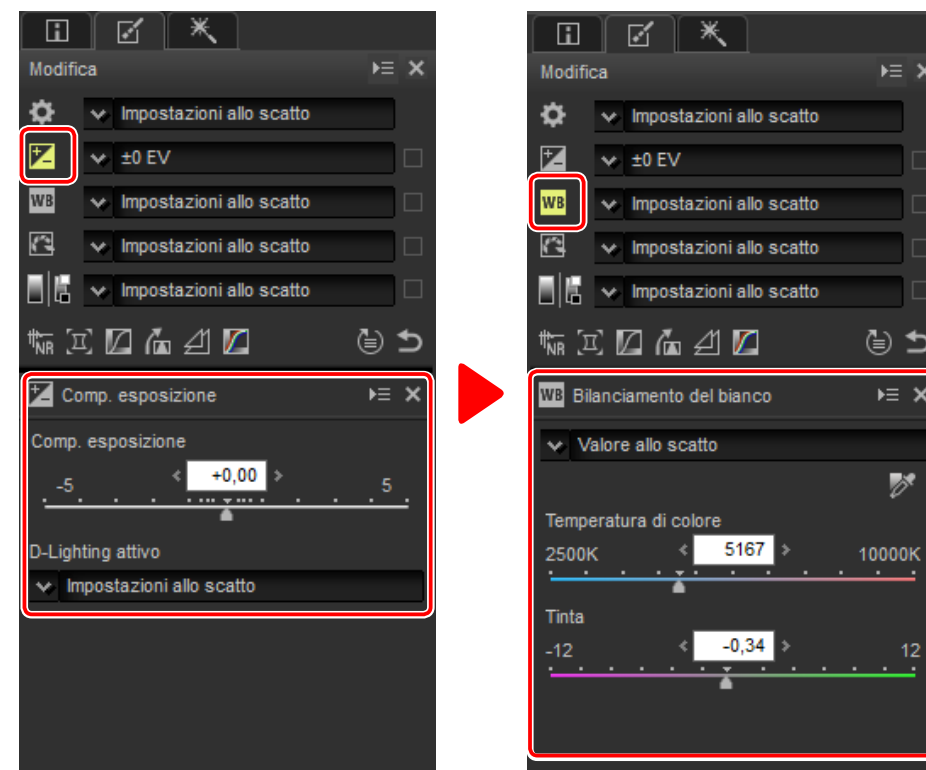 Modifica
Impostazioni allo scatto
±0 EV
WB
Impostazioni allo scatto
Impostazioni allo scatto
Impostazioni allo scatto
NR
Comp. esposizione
Comp. esposizione
-5
+0,00
5
D-Lighting attivo
Impostazioni allo scatto
Modifica
Impostazioni allo scatto
±0 EV
WB
Impostazioni allo scatto
Impostazioni allo scatto
Impostazioni allo scatto
NR
WB Bilanciamento del bianco
Valore allo scatto
Temperatura di colore
2500K
5167
10000K
Tinta
-12
-0,34
12